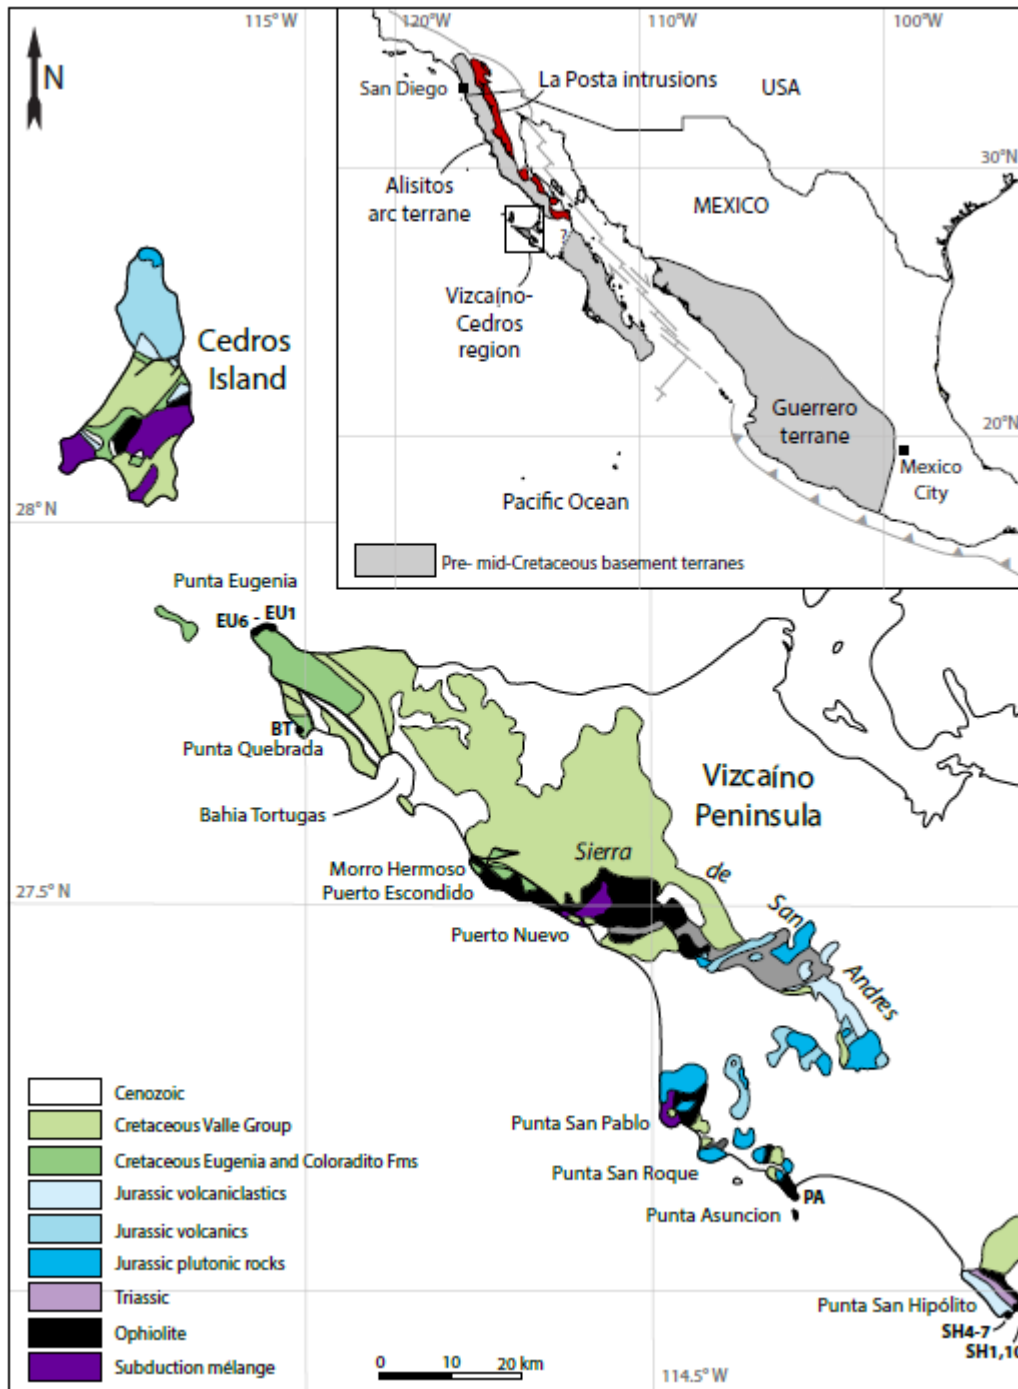 115° W
120° W
110° W
100° W
N
San Diego
La Posta intrusions
USA
30°N
Alisitos
arc terrane
MEXICO
?
Vizcaíno-
Cedros
region
Cedros
Island
Guerrero
terrane
20°N
Mexico
City
Pacific Ocean
28° N
Pre- mid-Cretaceous basement terranes
Punta Eugenia
EU6 - EU1
BT
Punta Quebrada
Vizcaíno
Peninsula
Bahia Tortugas
Sierra
de
San
Andres
Morro Hermoso
Puerto Escondido
27.5° N
Puerto Nuevo
Cenozoic
Cretaceous Valle Group
Cretaceous Eugenia and Coloradito Fms
Jurassic volcaniclastics
Jurassic volcanics
Jurassic plutonic rocks
Triassic
Ophiolite
Subduction mélange
Punta San Pablo
Punta San Roque
PA
Punta Asuncion
Punta San Hipólito
SH4-7
SH1,10
0 10 20 km
114.5° W